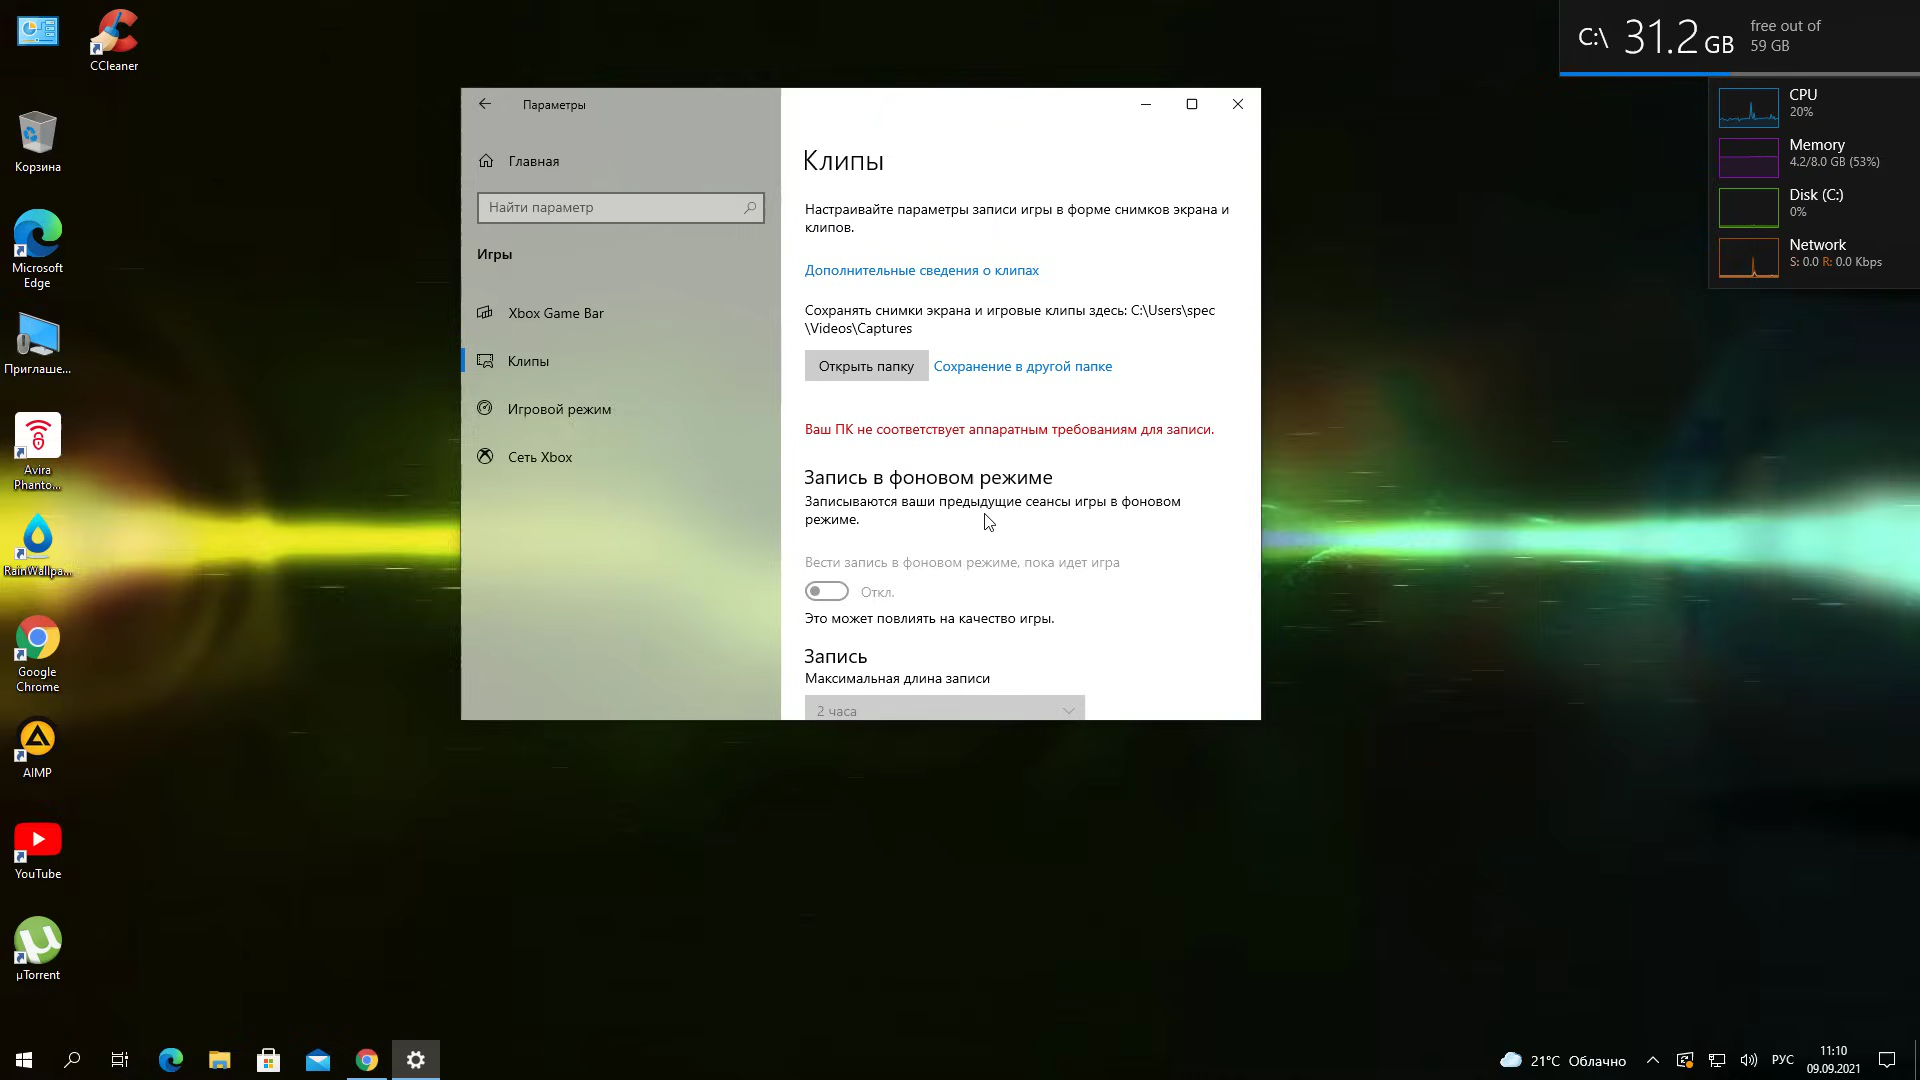 CCleaner
Корзина
Microsoft
Edge
Приглаше...
Avira
Phanto...
RainWallpa...
Google
Chrome
AIMP
YouTube
µTorrent
Параметры
Главная
Найти параметр
Игры
Xbox Game Bar
Клипы
Игровой режим
Сеть Xbox
Клипы
Настраивайте параметры записи игры в форме снимков экрана и
клипов.
Дополнительные сведения о клипах
Сохранять снимки экрана и игровые клипы здесь: C:\Users\spec
\Videos\Captures
Открыть папку
Сохранение в другой папке
Ваш ПК не соответствует аппаратным требованиям для записи.
Запись в фоновом режиме
Записываются ваши предыдущие сеансы игры в фоновом
режиме.
Вести запись в фоновом режиме, пока идет игра
Откл.
Это может повлиять на качество игры.
Запись
Максимальная длина записи
2 часа
C:\ 31.2 GB
free out of
59 GB
CPU
20%
Memory
4.2/8.0 GB (53%)
Disk (C:)
0%
Network
S: 0.0 R: 0.0 Kbps
21°C Облачно
РУС
11:10
09.09.2021